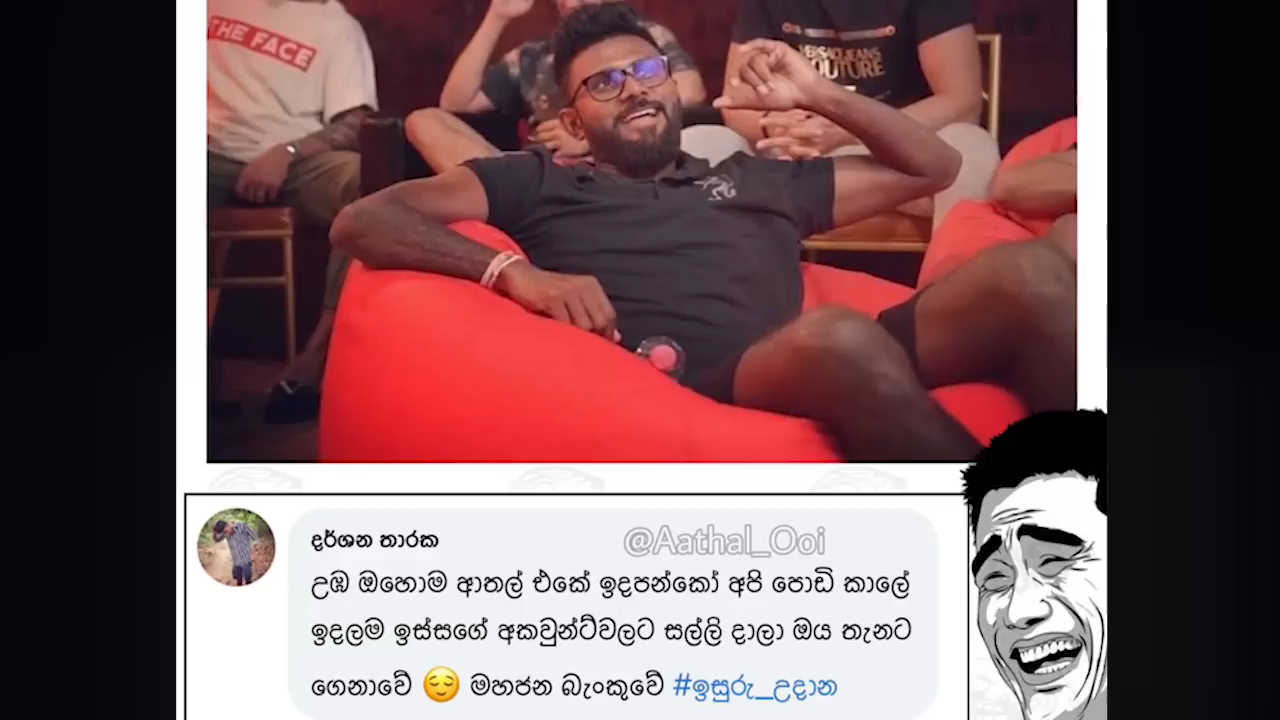 THE FACE
COUTURE
දර්ශන තාරක
@Aathal_Ooi
උඹ ඔහොම ආතල් එකේ ඉදපන්කෝ අපි පොඩි කාලේ
ඉදලම ඉස්සගේ අකවුන්ට්වලට සල්ලි දාලා ඔය තැනට
ගෙනාවේ 😌 මහජන බැංකුවේ #ඉසුරු_උදාන